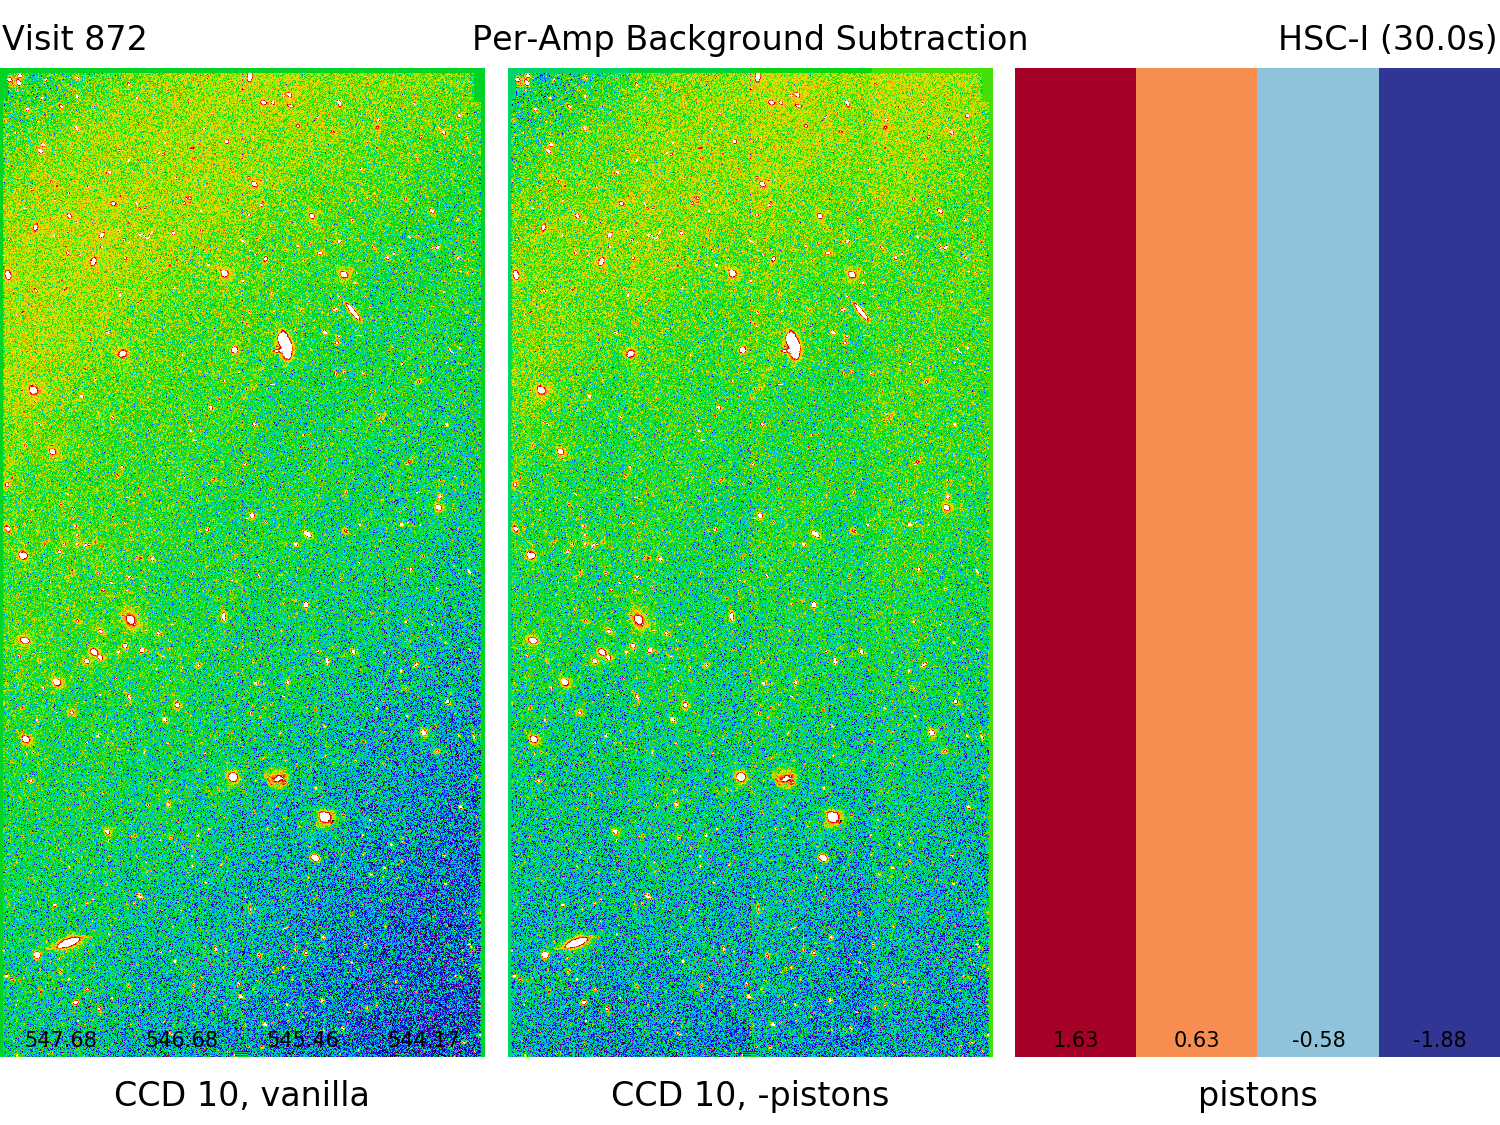 Visit 872 Per-Amp Background Subtraction HSC-I (30.0s)
547.68 546.68 545.46 544.17 1.63 0.63 -0.58 -1.88
CCD 10, vanilla CCD 10, -pistons pistons